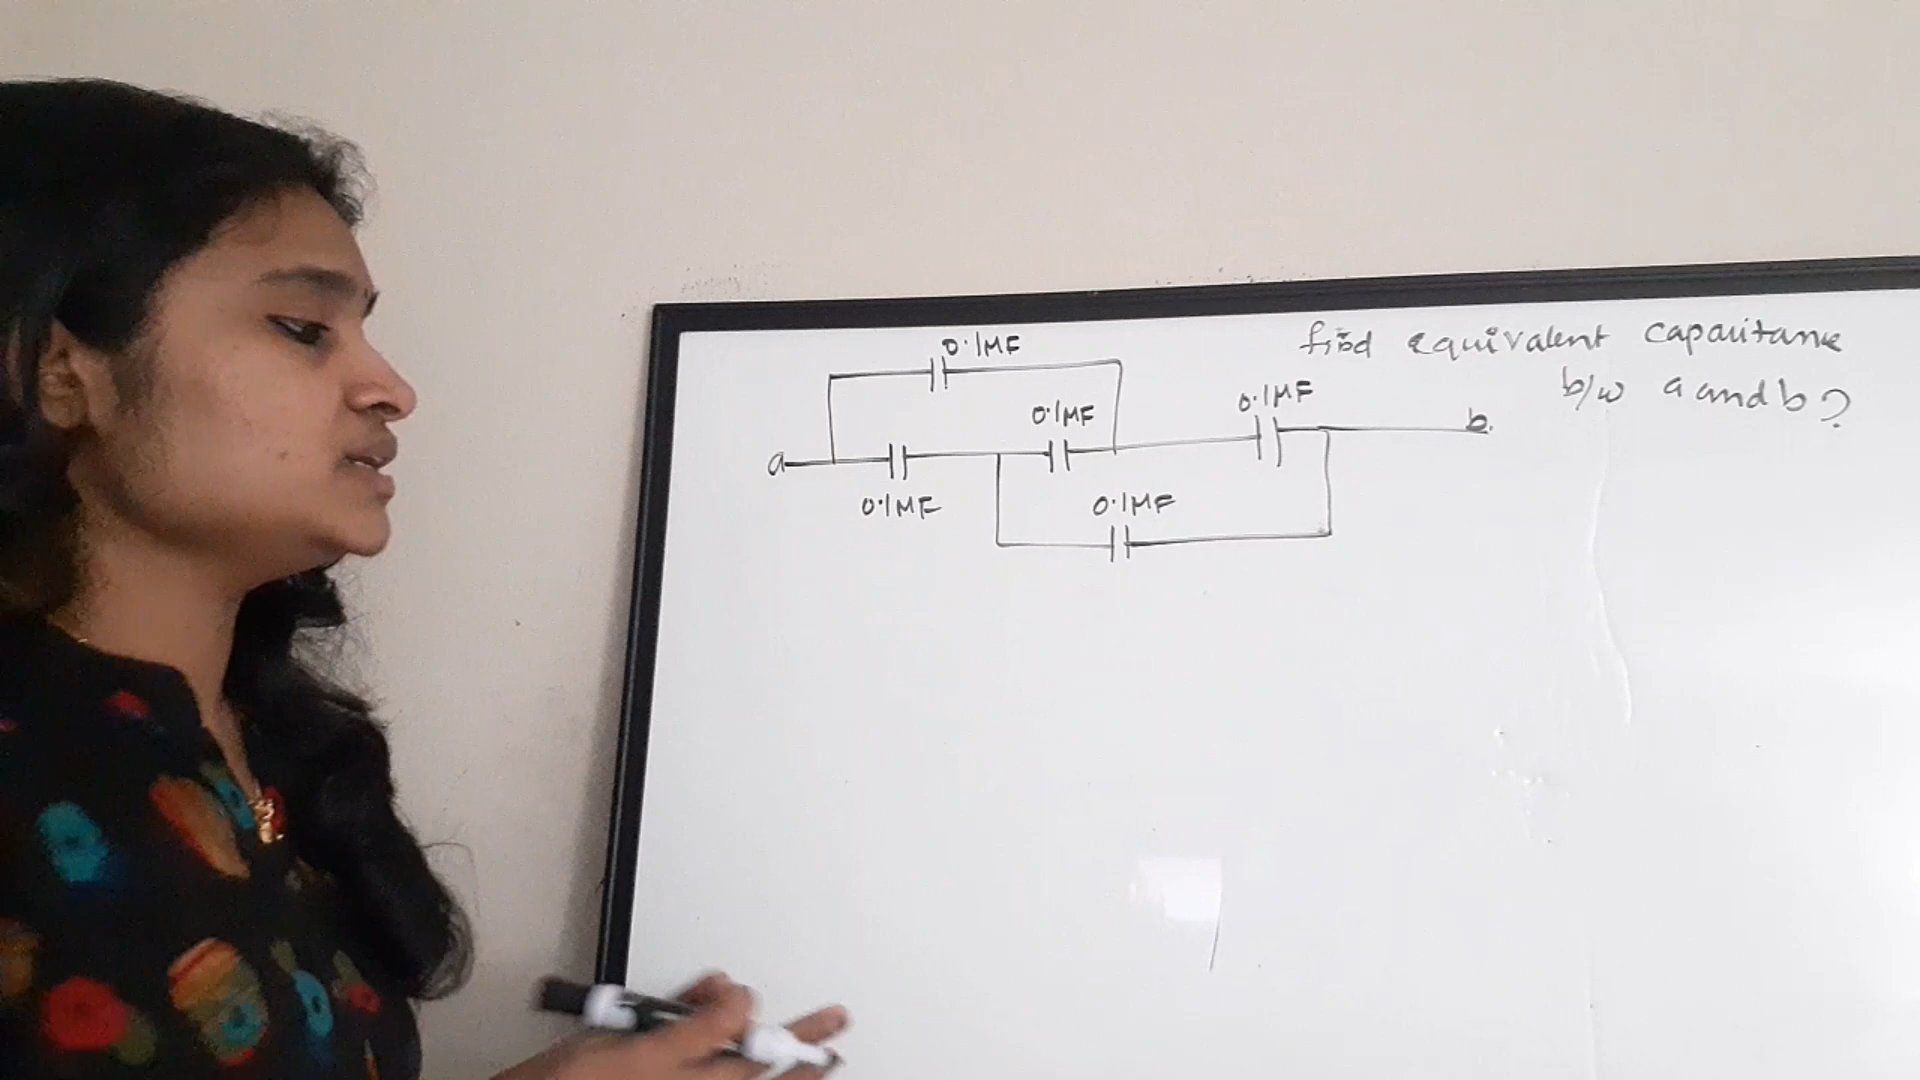 find equivalent capacitance
b/w a and b?
0.1MF
0.1MF
0.1MF
a
b.
0.1MF
0.1MF